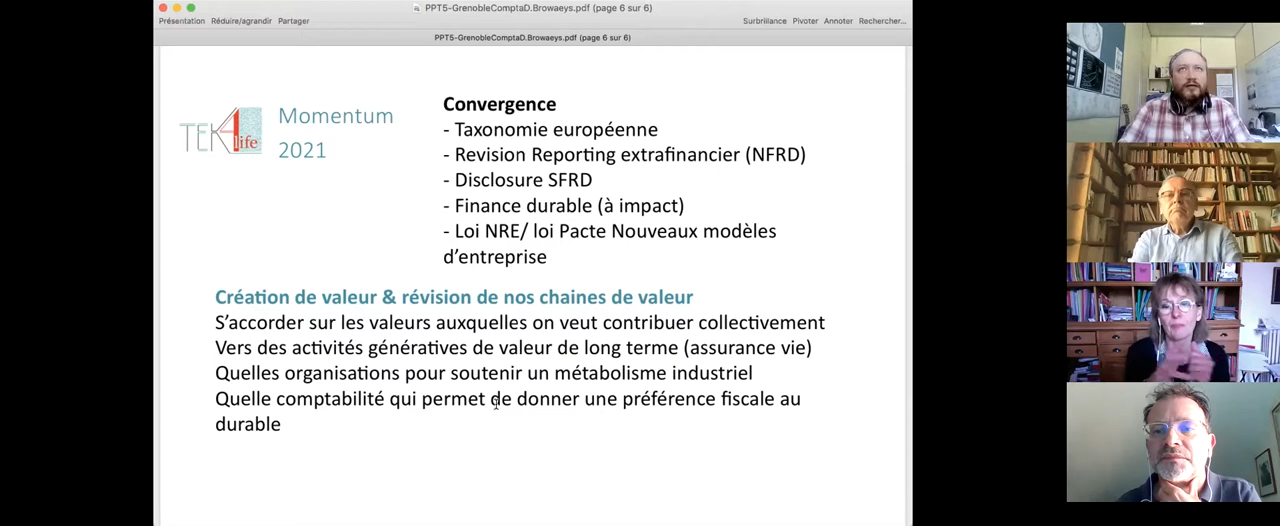 PPT5-GrenobleComptaD.Browaeys.pdf (page 6 sur 6)
Présentation Réduire/agrandir Partager
Surbrillance Pivoter Annoter Rechercher...
PPT5-GrenobleComptaD.Browaeys.pdf (page 6 sur 6)
TEK4life
Momentum
2021
Convergence
- Taxonomie européenne
- Revision Reporting extrafinancier (NFRD)
- Disclosure SFRD
- Finance durable (à impact)
- Loi NRE/ loi Pacte Nouveaux modèles
d'entreprise
Création de valeur & révision de nos chaines de valeur
S'accorder sur les valeurs auxquelles on veut contribuer collectivement
Vers des activités génératives de valeur de long terme (assurance vie)
Quelles organisations pour soutenir un métabolisme industriel
Quelle comptabilité qui permet de donner une préférence fiscale au
durable